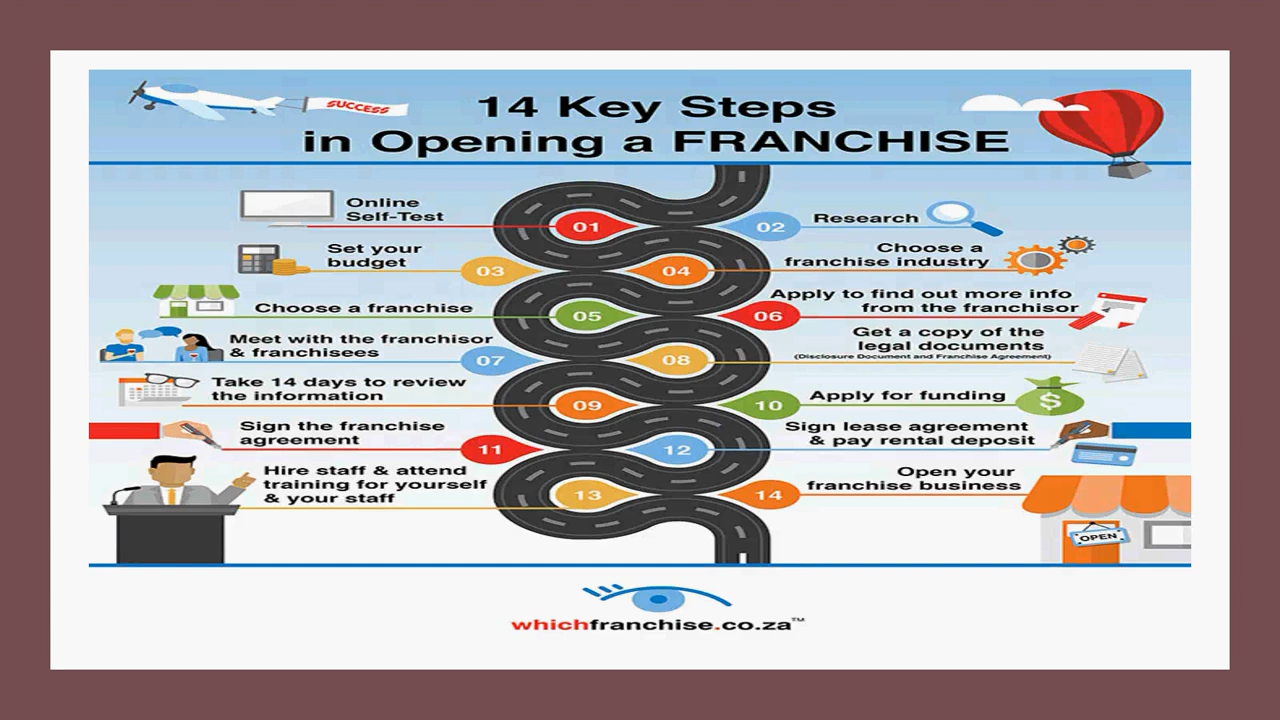 SUCCESS
14 Key Steps
in Opening a FRANCHISE
Online
Self-Test
01
02
Research
Set your
budget
03
04
Choose a
franchise industry
Choose a franchise
05
06
Apply to find out more info
from the franchisor
Meet with the franchisor
& franchisees
07
08
Get a copy of the
legal documents
(Disclosure Document and Franchise Agreement)
Take 14 days to review
the information
09
10
Apply for funding
$
Sign the franchise
agreement
11
12
Sign lease agreement
& pay rental deposit
Hire staff & attend
training for yourself
& your staff
13
14
Open your
franchise business
OPEN
whichfranchise.co.za™